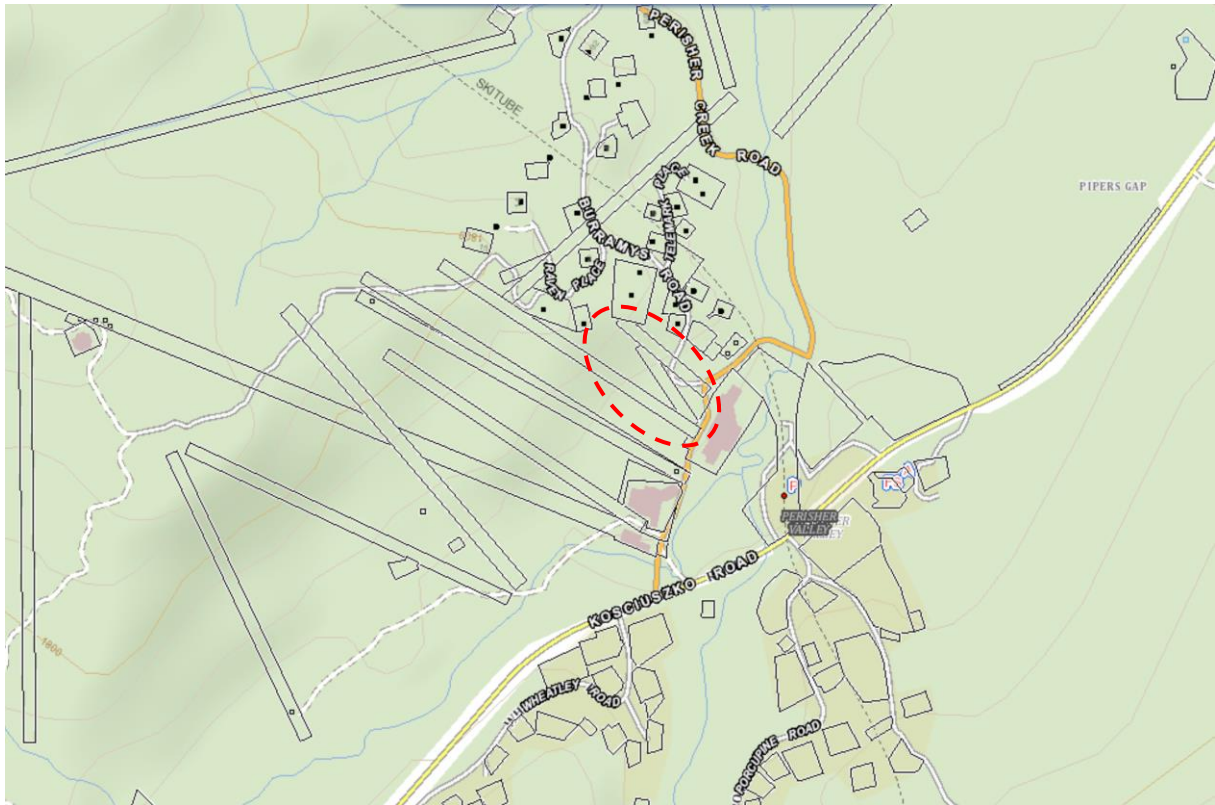 PERISHER CREEK ROAD
SKITUBE
PIPERS GAP
PLACE
BURRAMYS ROAD
RAVEN PLACE
KOSCIUSZKO ROAD
PERISHER
VALLEY
P
1800
WHEATLEY ROAD
PORCUPINE ROAD